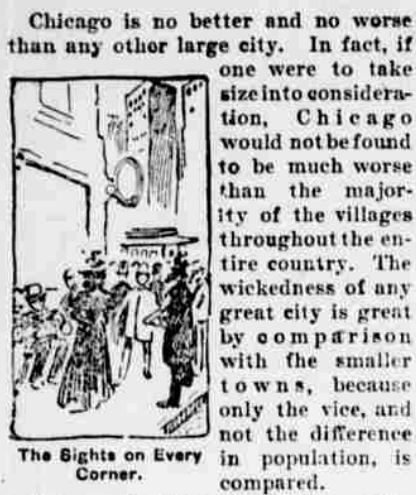 Chicago is no better and no worse
than any other large city. In fact, if
one were to take
size into considera-
tion, Chicago
would not be found
to be much worse
than the major-
ity of the villages
throughout the en-
tire country. The
wickedness of any
great city is great
by comparison
with the smaller
towns, because
only the vice, and
not the difference
in population, is
compared.
The Sights on Every
Corner.